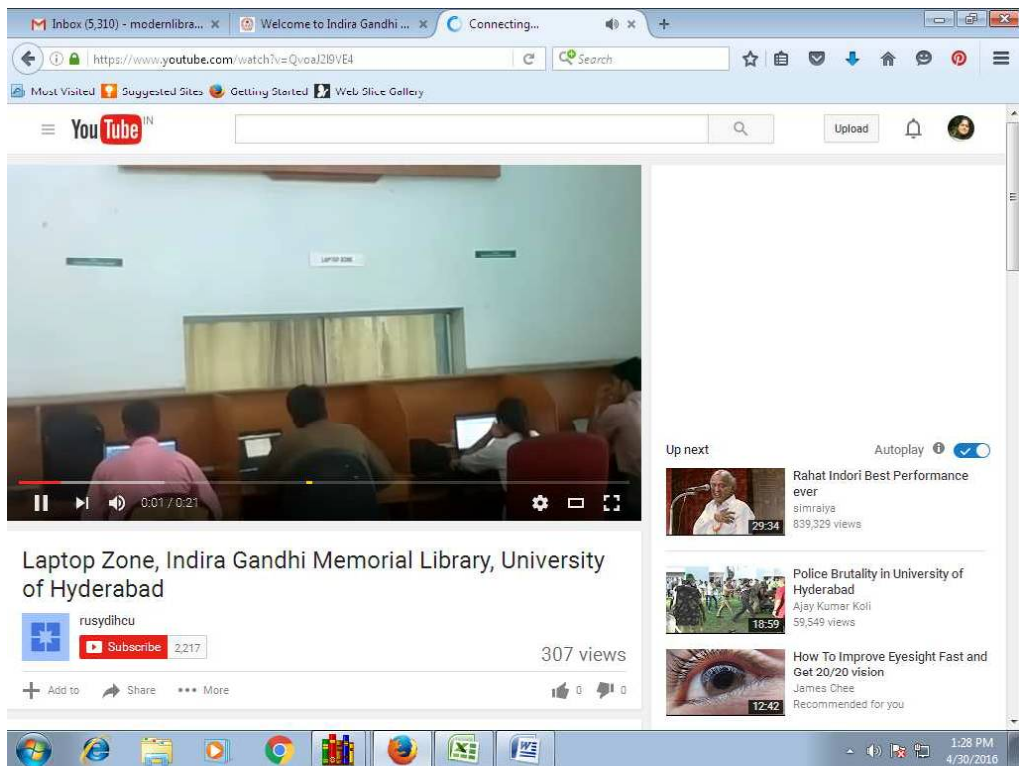 Inbox (5,310) - modernlibra...
Welcome to Indira Gandhi ...
Connecting...
https://www.youtube.com/watch?v=QvoaJ2I9VE4
Search
Most Visited Suggested Sites Getting Started Web Slice Gallery
YouTube IN
Upload
LAPTOP ZONE
0:01 / 0:21
Laptop Zone, Indira Gandhi Memorial Library, University
of Hyderabad
rusydihcu
Subscribe 2,217
307 views
Add to Share More
0 0
Up next Autoplay
Rahat Indori Best Performance
ever
simraiya
839,329 views
29:34
Police Brutality in University of
Hyderabad
Ajay Kumar Koli
59,549 views
18:59
How To Improve Eyesight Fast and
Get 20/20 vision
James Chee
Recommended for you
12:42
1:28 PM
4/30/2016